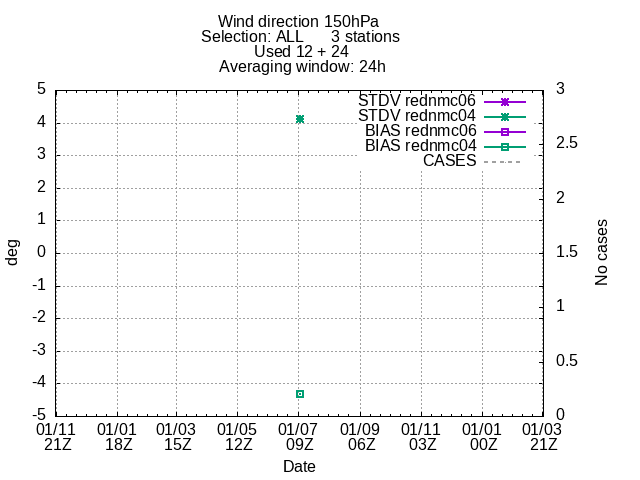 Wind direction 150hPa
Selection: ALL 3 stations
Used 12 + 24
Averaging window: 24h
STDV rednmc06
STDV rednmc04
BIAS rednmc06
BIAS rednmc04
CASES
5
4
3
2
1
0
-1
-2
-3
-4
-5
deg
3
2.5
2
1.5
1
0.5
0
No cases
01/11 01/01 01/03 01/05 01/07 01/09 01/11 01/01 01/03
21Z 18Z 15Z 12Z 09Z 06Z 03Z 00Z 21Z
Date